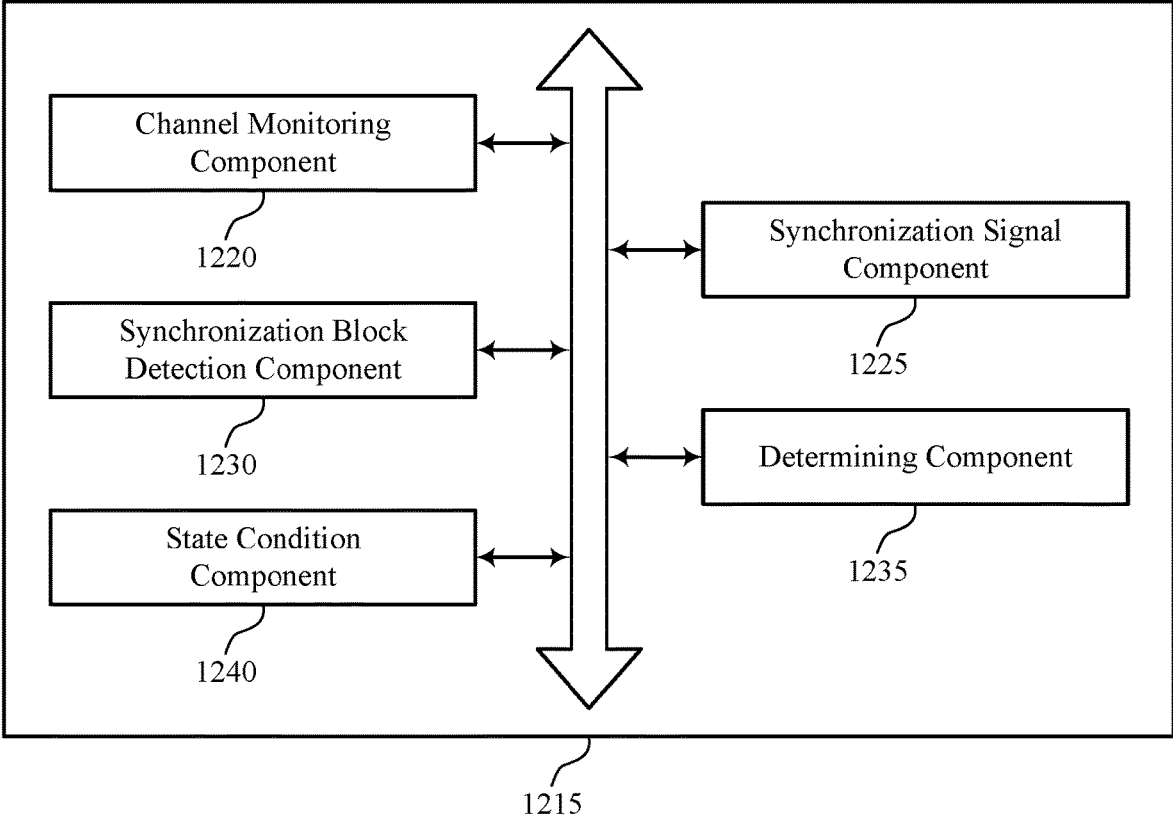 Channel Monitoring
Component
1220
Synchronization Signal
Component
1225
Synchronization Block
Detection Component
1230
Determining Component
1235
State Condition
Component
1240
1215